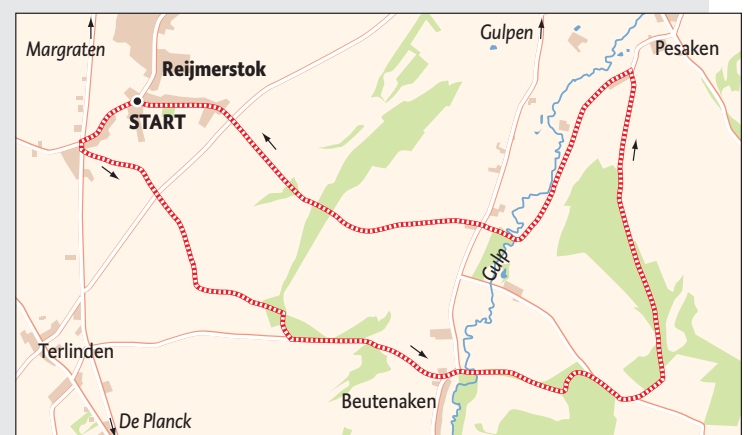 Margraten
Gulpen
Pesaken
Reijmerstok
START
Gulp
Terlinden
Beutenaken
De Planck